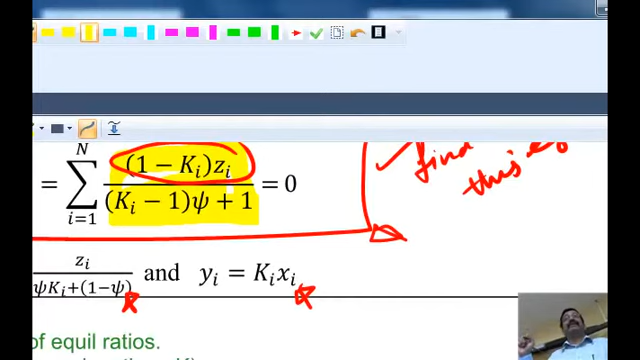 N
= ∑ (1 − K_i)z_i / (K_i − 1)ψ + 1 = 0
i=1
find
this
z_i / ψK_i+(1−ψ) and y_i = K_i x_i
of equil ratios.